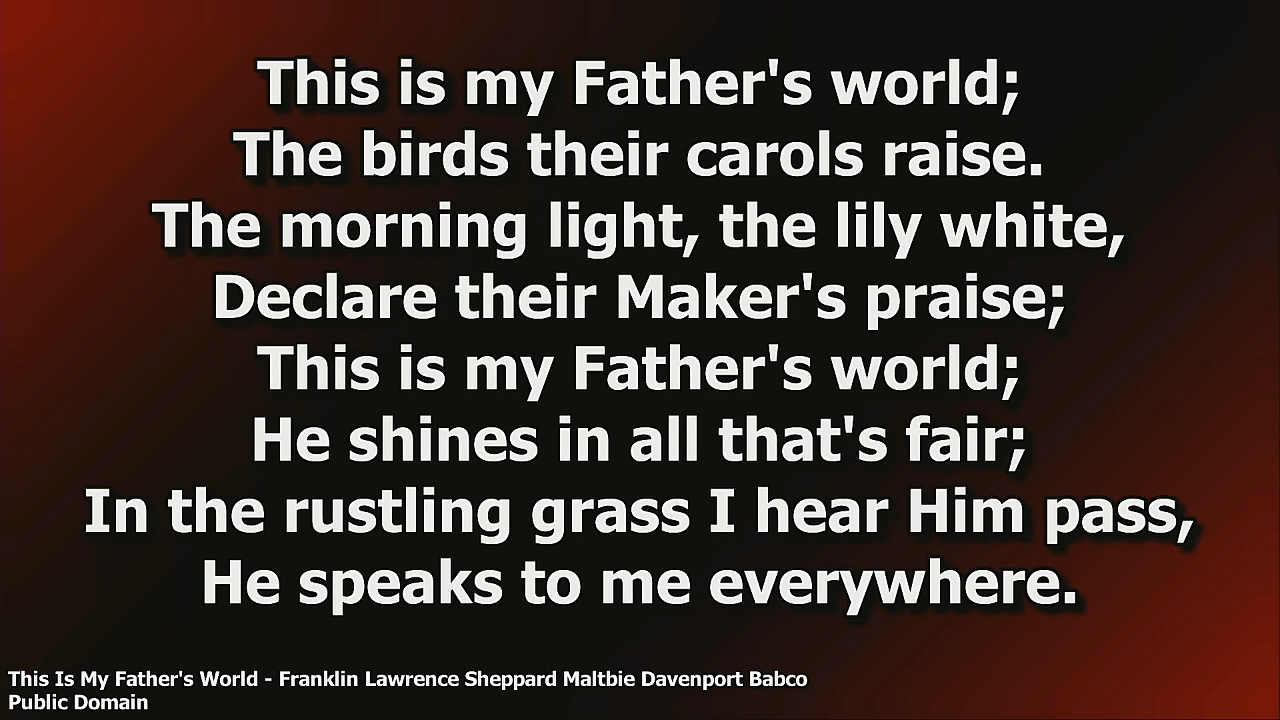 This is my Father's world;
The birds their carols raise.
The morning light, the lily white,
Declare their Maker's praise;
This is my Father's world;
He shines in all that's fair;
In the rustling grass I hear Him pass,
He speaks to me everywhere.
This Is My Father's World - Franklin Lawrence Sheppard Maltbie Davenport Babco
Public Domain